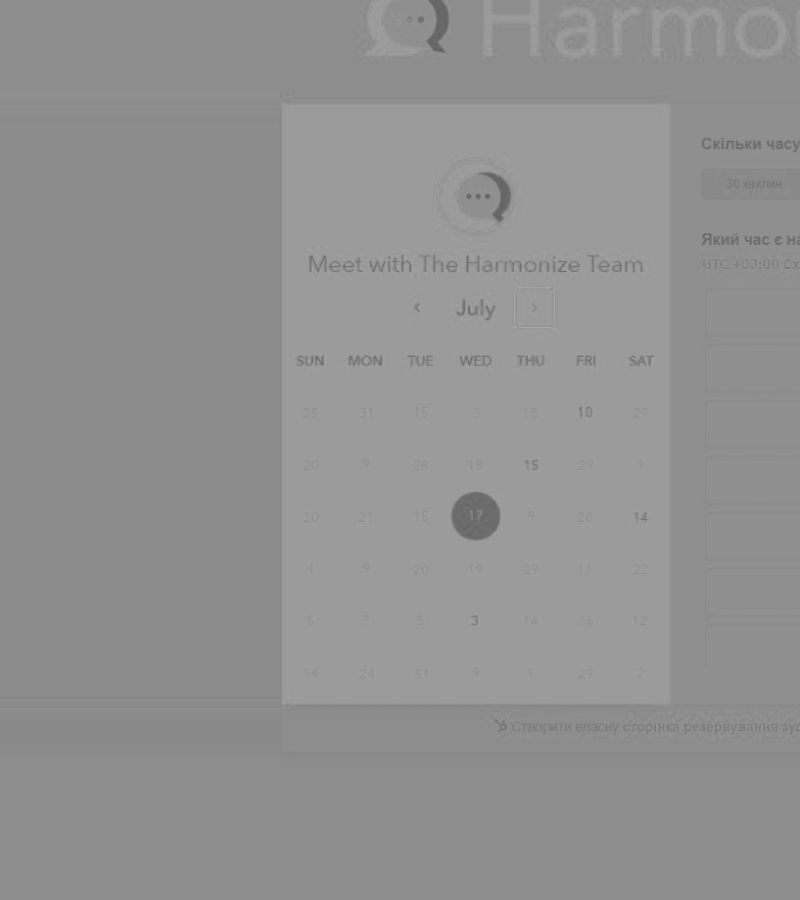 Harmo
Скільки часу
30 хвилин
Який час є на
UTC +03:00 Сх
Meet with The Harmonize Team
July
SUN MON TUE WED THU FRI SAT
25 31 15 3 18 10 29
20 9 28 18 15 29 1
20 21 15 17 9 26 14
1 9 20 19 29 11 22
5 7 5 3 14 16 12
14 24 31 9 1 29 2
Створити власну сторінка резервування зус